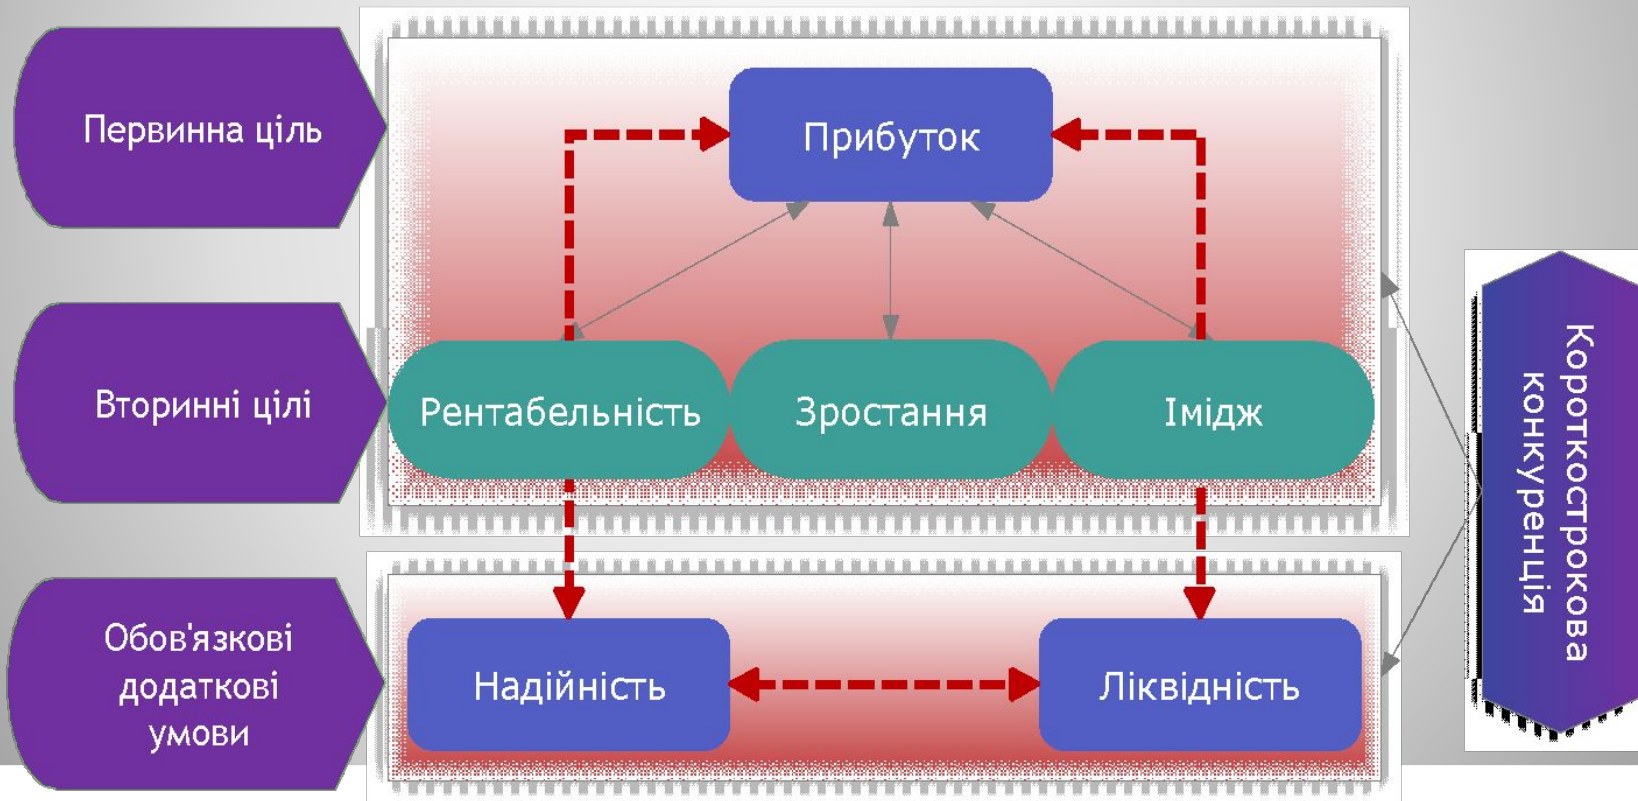 Первинна ціль
Прибуток
Вторинні цілі
Рентабельність
Зростання
Імідж
Обов'язкові
додаткові
умови
Надійність
Ліквідність
Короткострокова
конкуренція